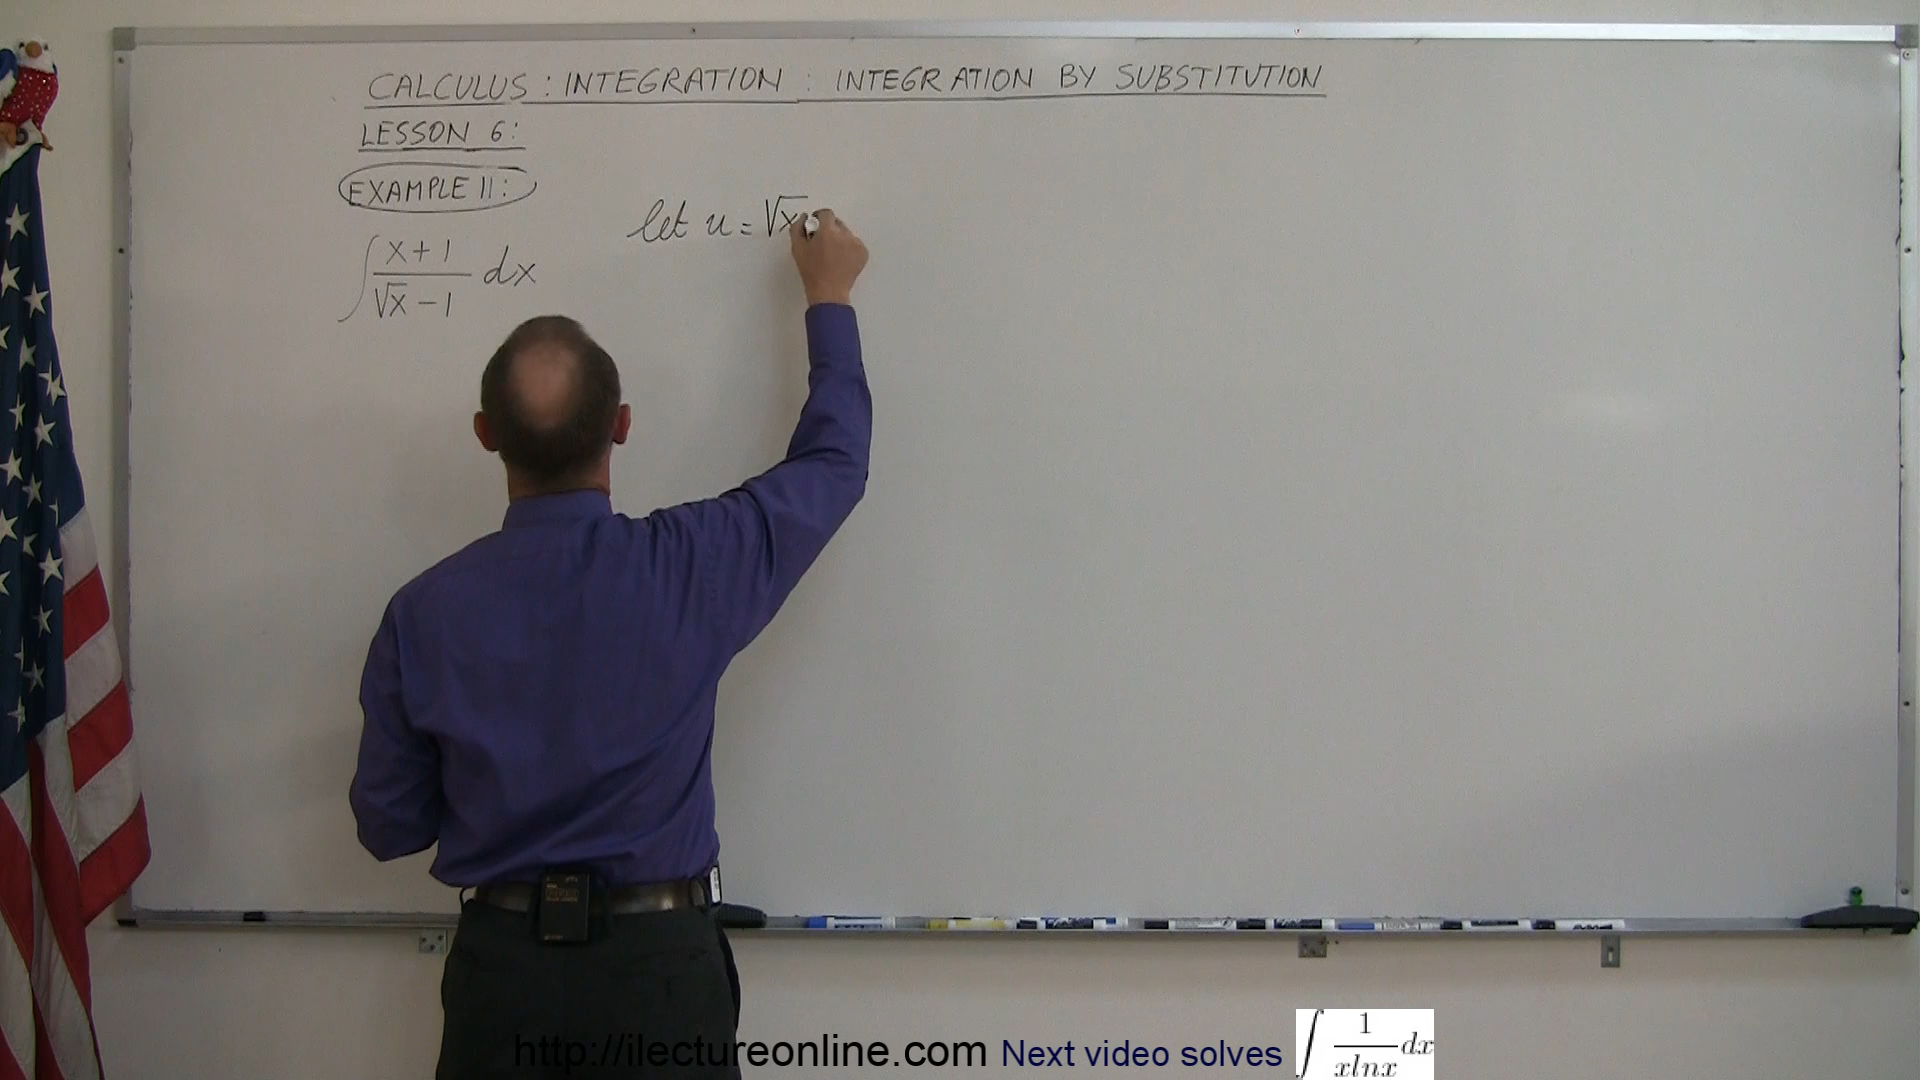 CALCULUS : INTEGRATION : INTEGRATION BY SUBSTITUTION
LESSON 6:
EXAMPLE 11:
let u = √x
∫ (x + 1)/(√x - 1) dx
http://ilectureonline.com Next video solves ∫ 1/(xlnx) dx